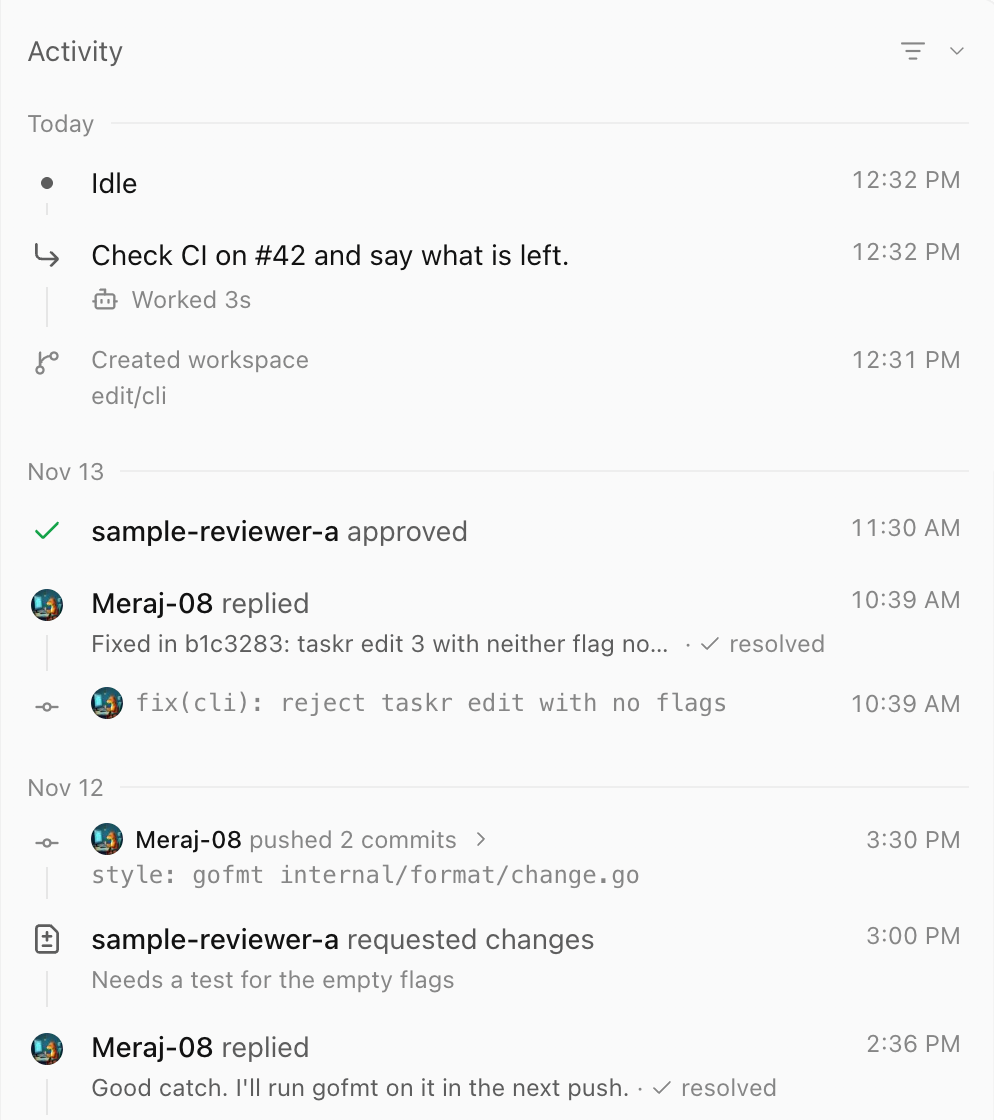 Activity
Today
Idle 12:32 PM
Check CI on #42 and say what is left. 12:32 PM
Worked 3s
Created workspace 12:31 PM
edit/cli
Nov 13
sample-reviewer-a approved 11:30 AM
Meraj-08 replied 10:39 AM
Fixed in b1c3283: taskr edit 3 with neither flag no... · resolved
fix(cli): reject taskr edit with no flags 10:39 AM
Nov 12
Meraj-08 pushed 2 commits 3:30 PM
style: gofmt internal/format/change.go
sample-reviewer-a requested changes 3:00 PM
Needs a test for the empty flags
Meraj-08 replied 2:36 PM
Good catch. I'll run gofmt on it in the next push. · resolved